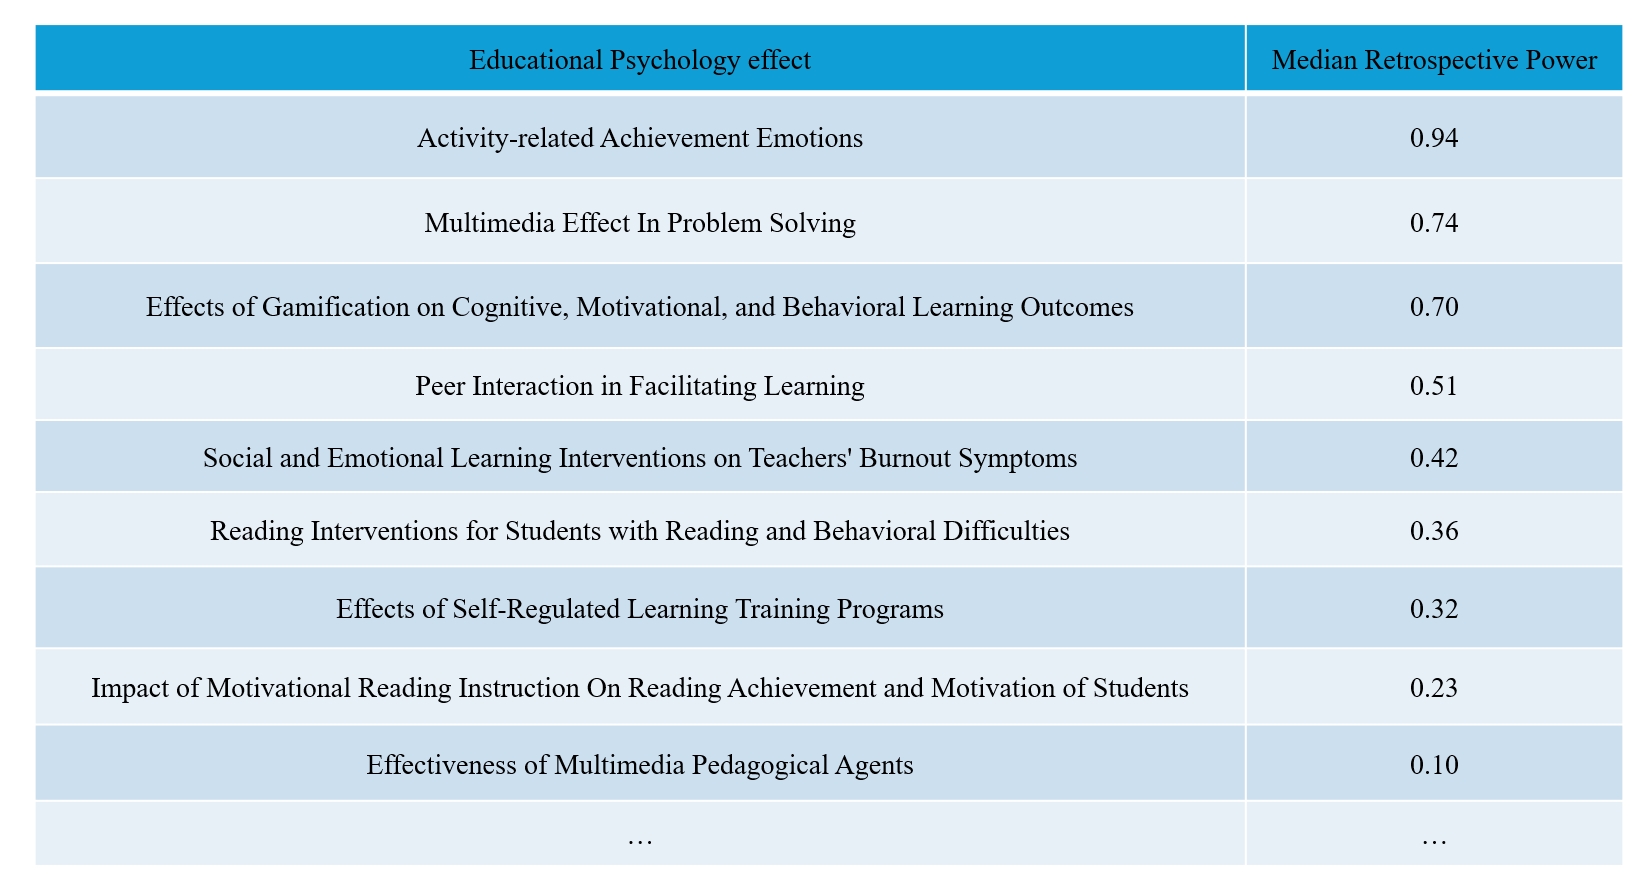 Educational Psychology effect Median Retrospective Power
Activity-related Achievement Emotions 0.94
Multimedia Effect In Problem Solving 0.74
Effects of Gamification on Cognitive, Motivational, and Behavioral Learning Outcomes 0.70
Peer Interaction in Facilitating Learning 0.51
Social and Emotional Learning Interventions on Teachers' Burnout Symptoms 0.42
Reading Interventions for Students with Reading and Behavioral Difficulties 0.36
Effects of Self-Regulated Learning Training Programs 0.32
Impact of Motivational Reading Instruction On Reading Achievement and Motivation of Students 0.23
Effectiveness of Multimedia Pedagogical Agents 0.10
… …